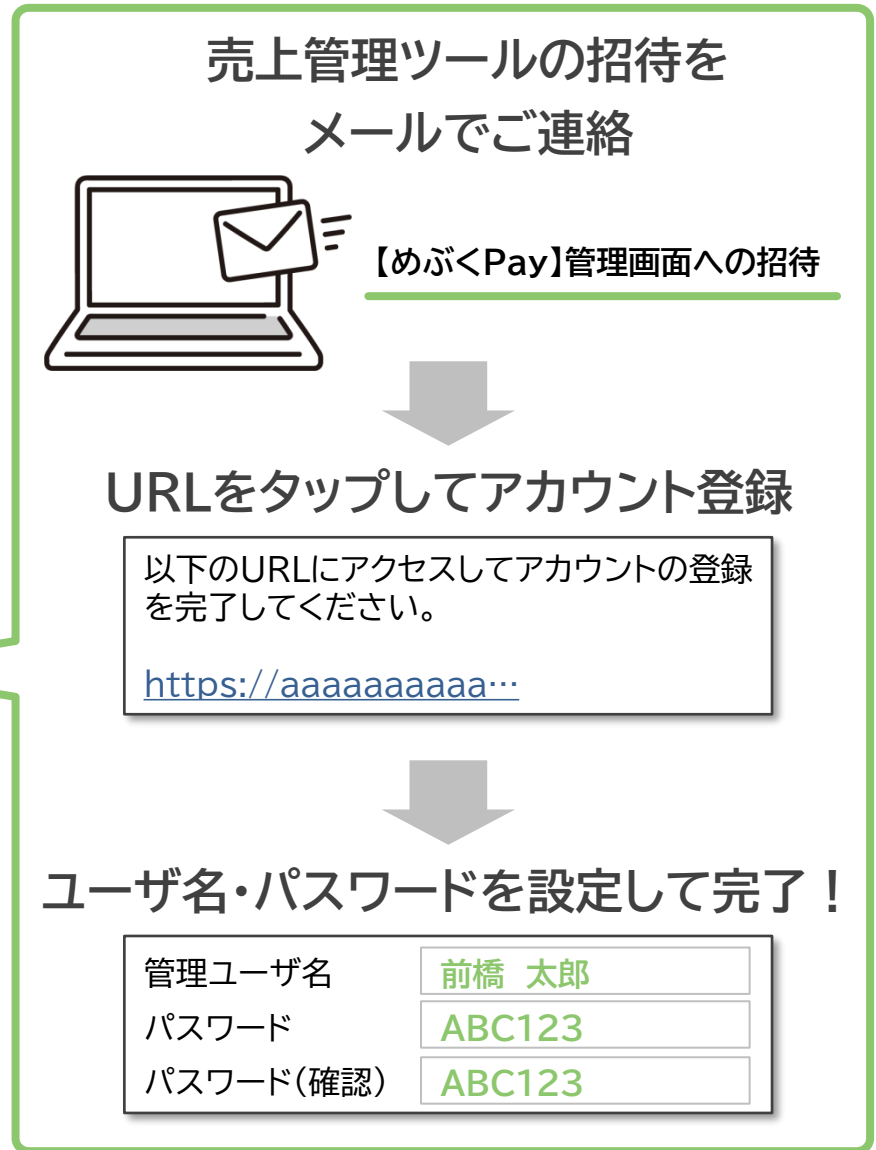 売上管理ツールの招待を
メールでご連絡
【めぶくPay】管理画面への招待
URLをタップしてアカウント登録
以下のURLにアクセスしてアカウントの登録
を完了してください。
https://aaaaaaaaaa…
ユーザ名・パスワードを設定して完了！
管理ユーザ名 前橋 太郎
パスワード ABC123
パスワード(確認) ABC123